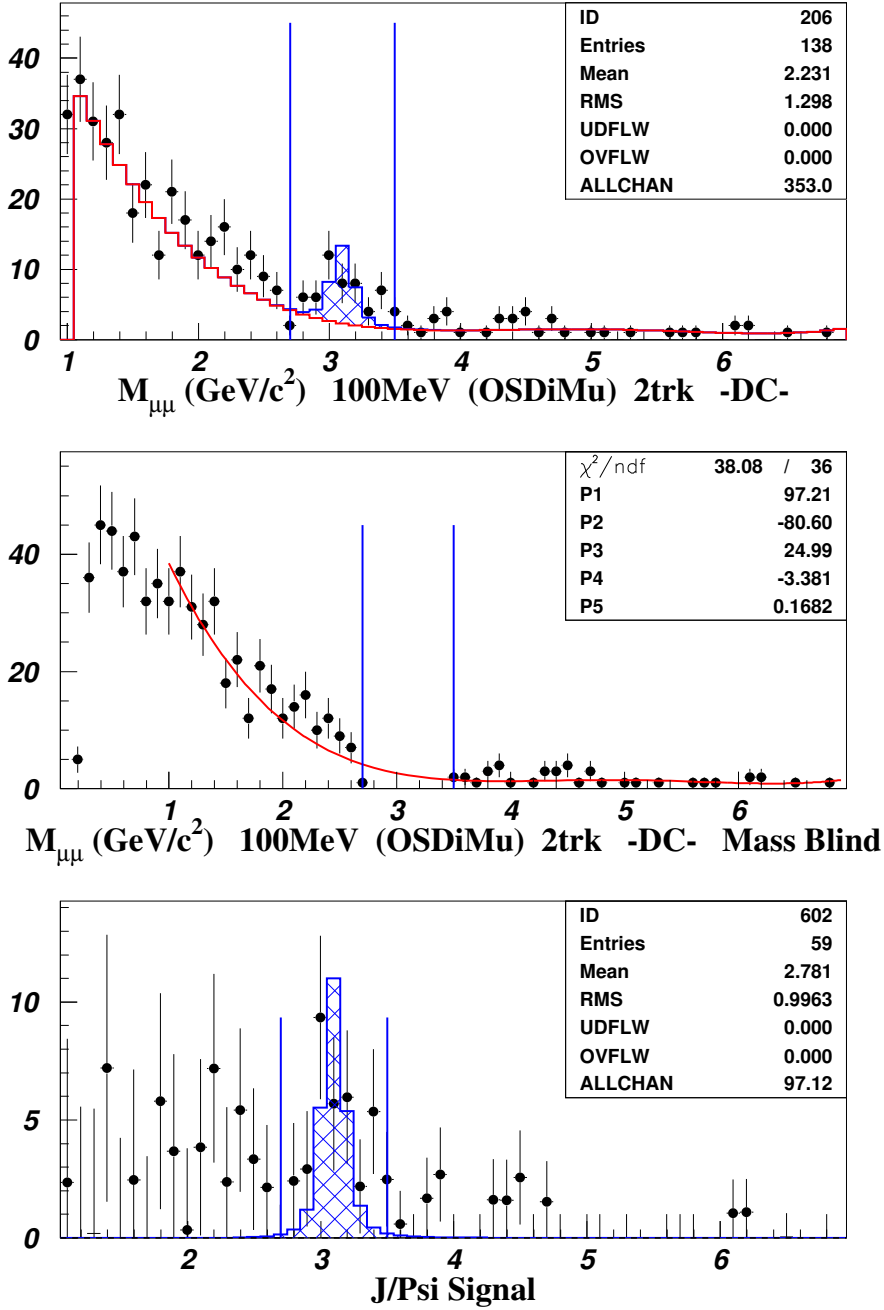 ID 206
Entries 138
Mean 2.231
RMS 1.298
UDFLW 0.000
OVFLW 0.000
ALLCHAN 353.0
40
30
20
10
0
1 2 3 4 5 6
M_μμ (GeV/c²) 100MeV (OSDiMu) 2trk -DC-
χ²/ndf 38.08 / 36
P1 97.21
P2 -80.60
P3 24.99
P4 -3.381
P5 0.1682
40
20
0
1 2 3 4 5 6
M_μμ (GeV/c²) 100MeV (OSDiMu) 2trk -DC- Mass Blind
ID 602
Entries 59
Mean 2.781
RMS 0.9963
UDFLW 0.000
OVFLW 0.000
ALLCHAN 97.12
10
5
0
2 3 4 5 6
J/Psi Signal